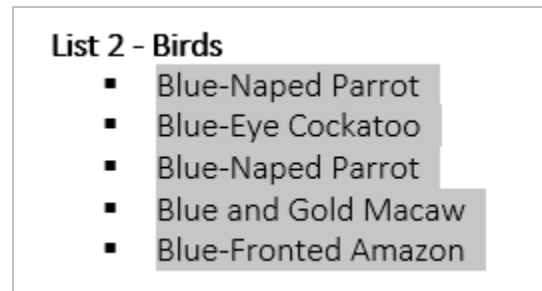 List 2 - Birds
▪ Blue-Naped Parrot
▪ Blue-Eye Cockatoo
▪ Blue-Naped Parrot
▪ Blue and Gold Macaw
▪ Blue-Fronted Amazon